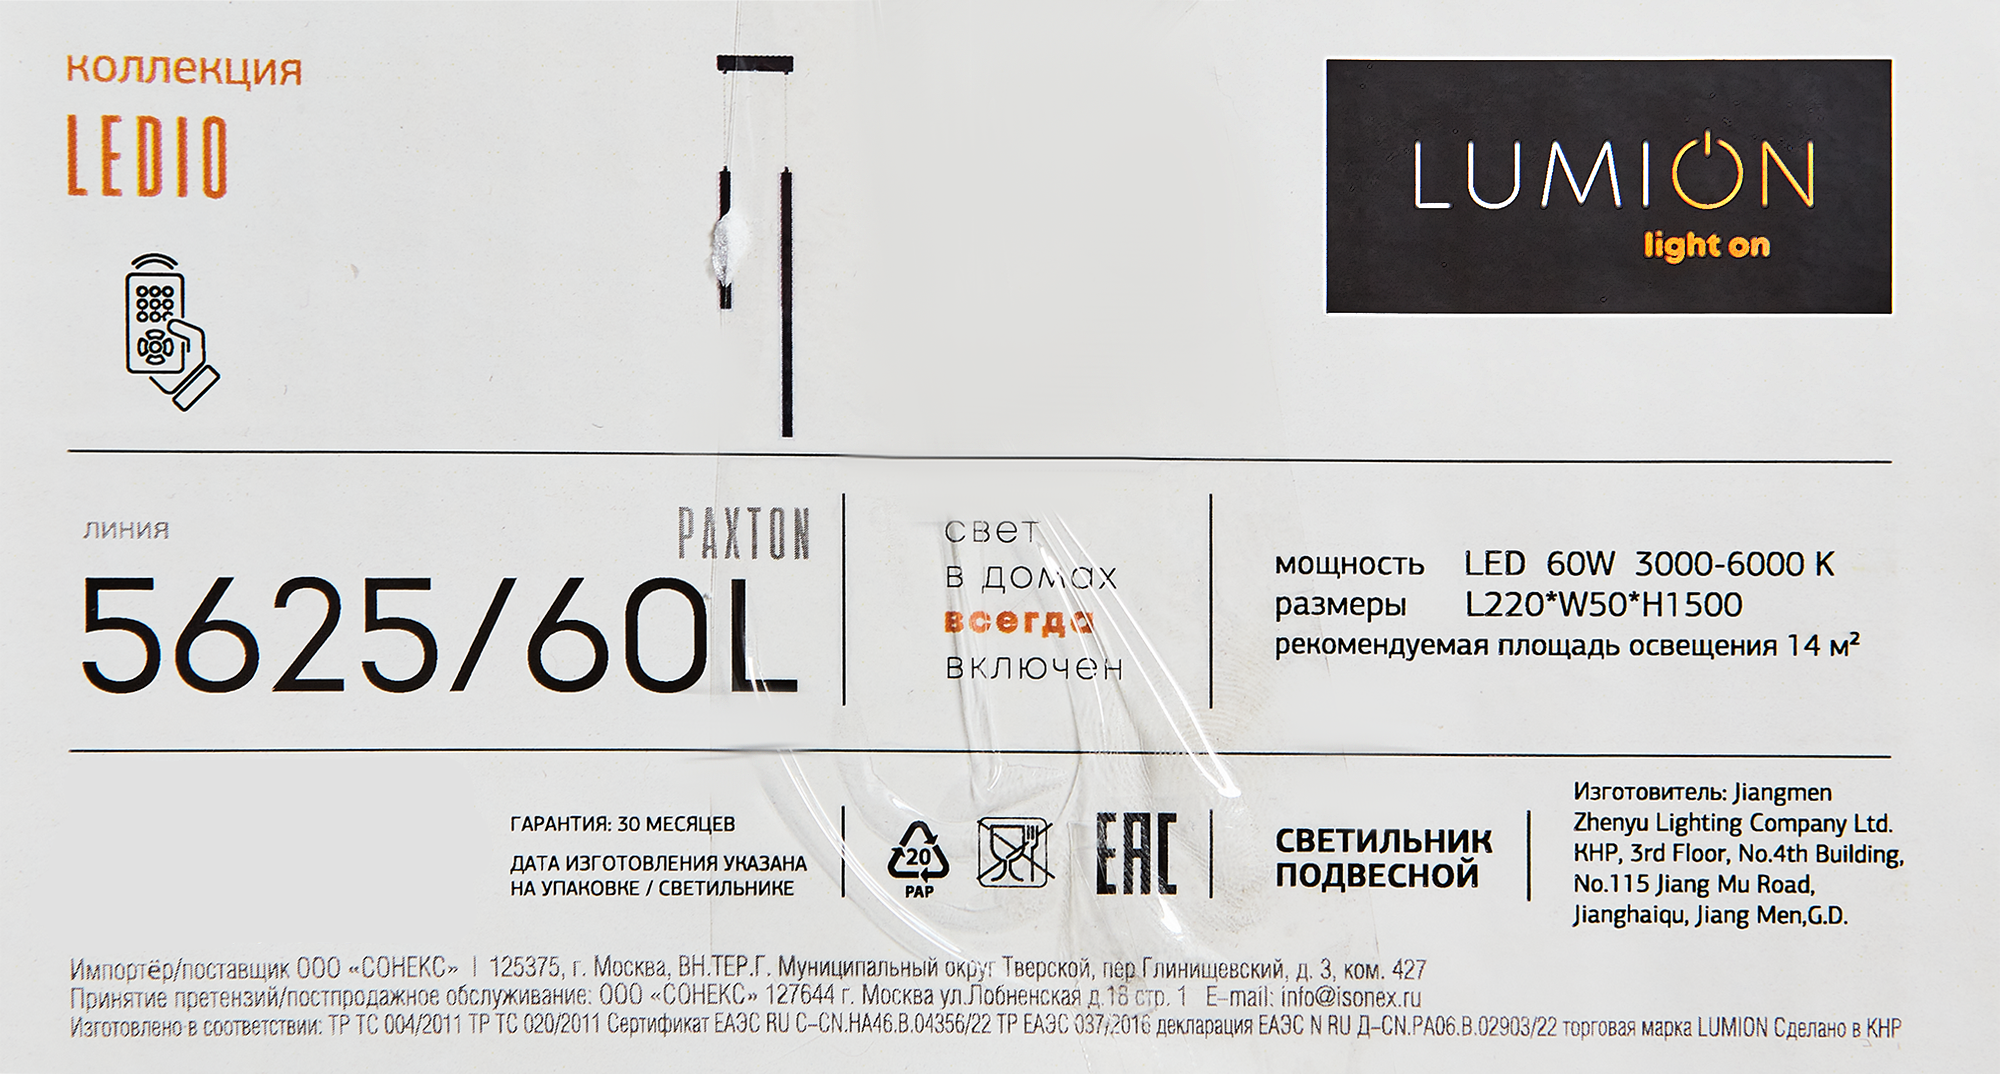 коллекция
LEDIO
LUMION
light on
линия
PAXTON
5625/60L
свет
в домах
всегда
включен
мощность LED 60W 3000-6000 K
размеры L220*W50*H1500
рекомендуемая площадь освещения 14 м²
ГАРАНТИЯ: 30 МЕСЯЦЕВ
ДАТА ИЗГОТОВЛЕНИЯ УКАЗАНА
НА УПАКОВКЕ / СВЕТИЛЬНИКЕ
20
PAP
EAC
СВЕТИЛЬНИК
ПОДВЕСНОЙ
Изготовитель: Jiangmen
Zhenyu Lighting Company Ltd.
КНР, 3rd Floor, No.4th Building,
No.115 Jiang Mu Road,
Jianghaiqu, Jiang Men,G.D.
Импортёр/поставщик ООО «СОНЕКС» | 125375, г. Москва, ВН.ТЕР.Г. Муниципальный округ Тверской, пер Глинищевский, д. 3, ком. 427
Принятие претензий/постпродажное обслуживание: ООО «СОНЕКС» 127644 г. Москва ул.Лобненская д.18 стр. 1 E-mail: info@isonex.ru
Изготовлено в соответствии: ТР ТС 004/2011 ТР ТС 020/2011 Сертификат ЕАЭС RU C-CN.HA46.B.04356/22 ТР ЕАЭС 037/2016 декларация ЕАЭС N RU Д-CN.PA06.B.02903/22 торговая марка LUMION Сделано в КНР